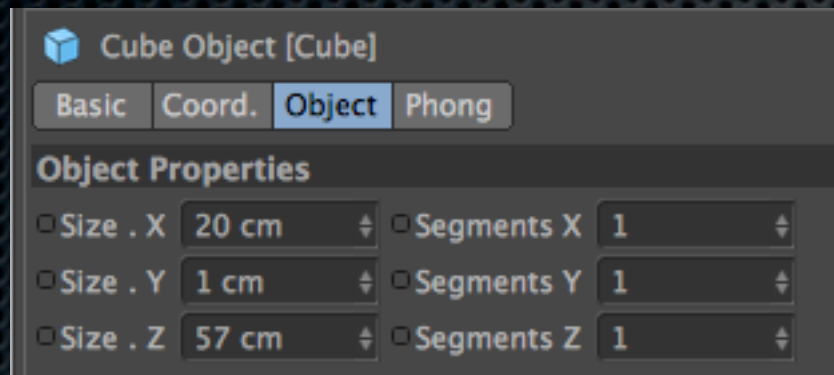 Cube Object [Cube]
Basic Coord. Object Phong
Object Properties
Size . X 20 cm Segments X 1
Size . Y 1 cm Segments Y 1
Size . Z 57 cm Segments Z 1